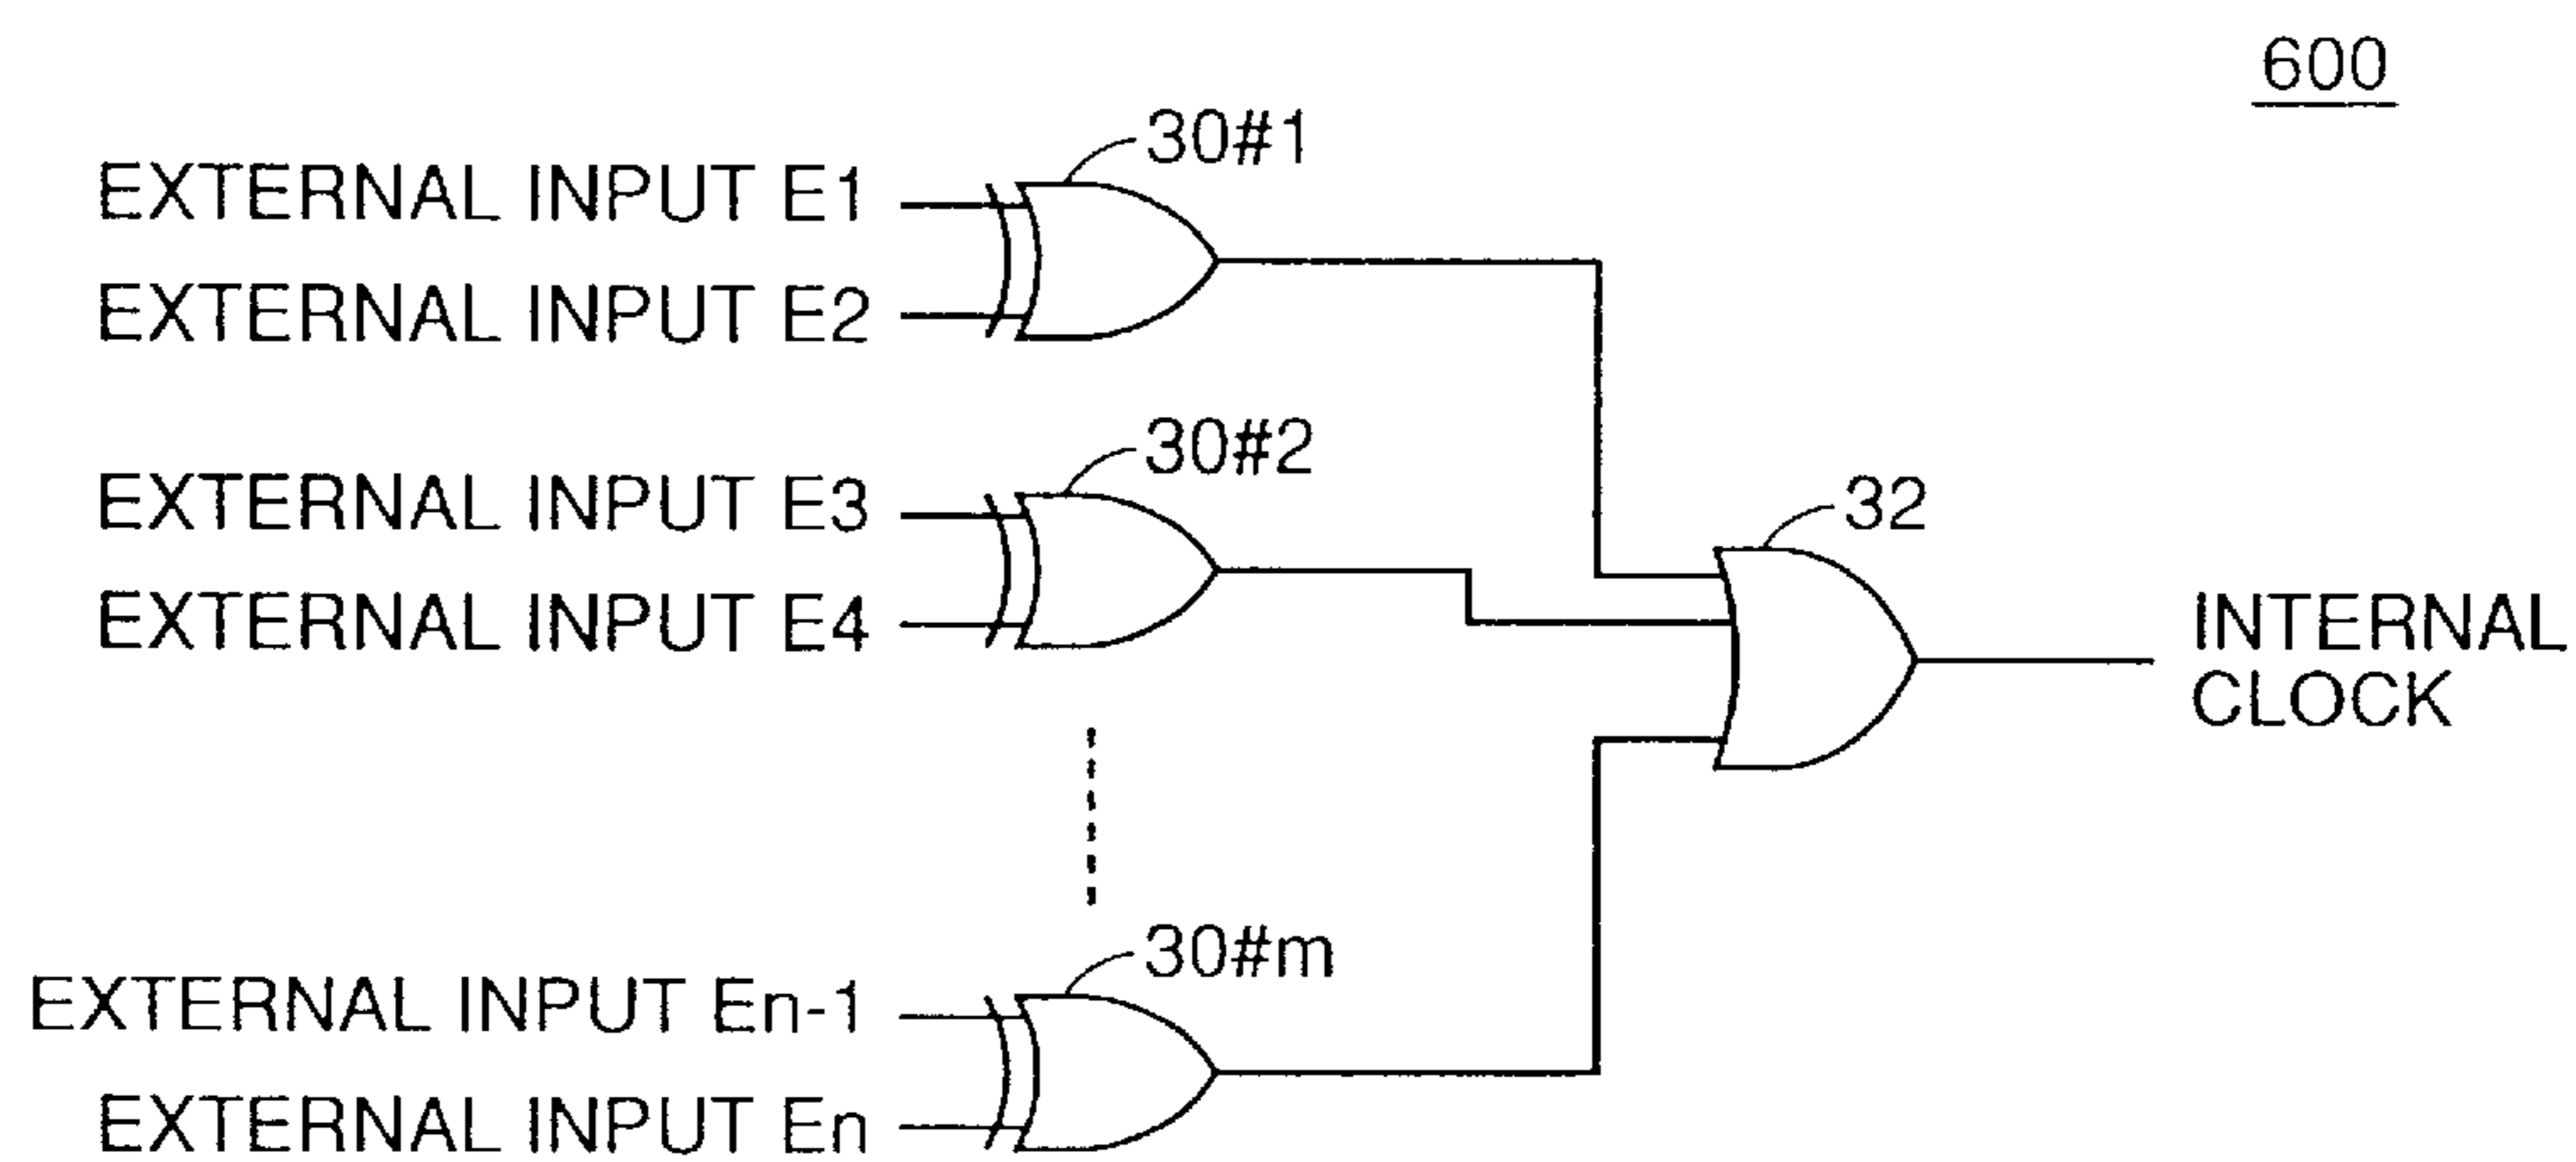 600
30#1
EXTERNAL INPUT E1
EXTERNAL INPUT E2
30#2
EXTERNAL INPUT E3
EXTERNAL INPUT E4
32
INTERNAL
CLOCK
30#m
EXTERNAL INPUT En-1
EXTERNAL INPUT En